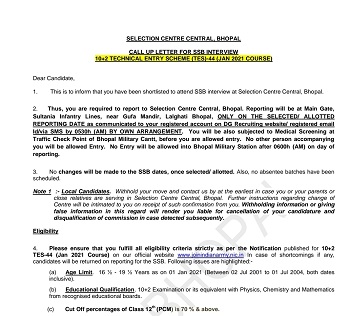 SELECTION CENTRE CENTRAL, BHOPAL
CALL UP LETTER FOR SSB INTERVIEW
10+2 TECHNICAL ENTRY SCHEME (TES)-44 (JAN 2021 COURSE)
Dear Candidate,
1. This is to inform that you have been shortlisted to attend SSB interview at Selection Centre Central, Bhopal.
2. Thus, you are required to report to Selection Centre Central, Bhopal. Reporting will be at Main Gate,
Sultania Infantry Lines, near Gufa Mandir, Lalghati Bhopal, ONLY ON THE SELECTED/ ALLOTTED
REPORTING DATE as communicated to your registered account on DG Recruiting website/ registered email
Id/via SMS by 0530h (AM) BY OWN ARRANGEMENT. You will be also subjected to Medical Screening at
Traffic Check Point of Bhopal Military Cantt, before you are allowed entry. No other person accompanying
you will be allowed Entry. No Entry will be allowed into Bhopal Military Station after 0600h (AM) on day of
reporting.
3. No changes will be made to the SSB dates, once selected/ allotted. Also, no absentee batches have been
scheduled.
Note 1 :- Local Candidates. Withhold your move and contact us by at the earliest in case you or your parents or
close relatives are serving in Selection Centre Central, Bhopal. Further instructions regarding change of
Centre will be intimated to you on receipt of such confirmation from you. Withholding information or giving
false information in this regard will render you liable for cancellation of your candidature and
disqualification of commission in case detected subsequently.
Eligibility
4. Please ensure that you fulfill all eligibility criteria strictly as per the Notification published for 10+2
TES-44 (Jan 2021 Course) on our official website www.joinindianarmy.nic.in In case of shortcomings if any,
candidates will be returned on reporting for the SSB. Following issues are highlighted:-
(a) Age Limit. 16 ½ - 19 ½ Years as on 01 Jan 2021 (Between 02 Jul 2001 to 01 Jul 2004, both dates
inclusive).
(b) Educational Qualification. 10+2 Examination or its equivalent with Physics, Chemistry and Mathematics
from recognised educational boards.
(c) Cut Off percentages of Class 12th (PCM) is 70 % & above.